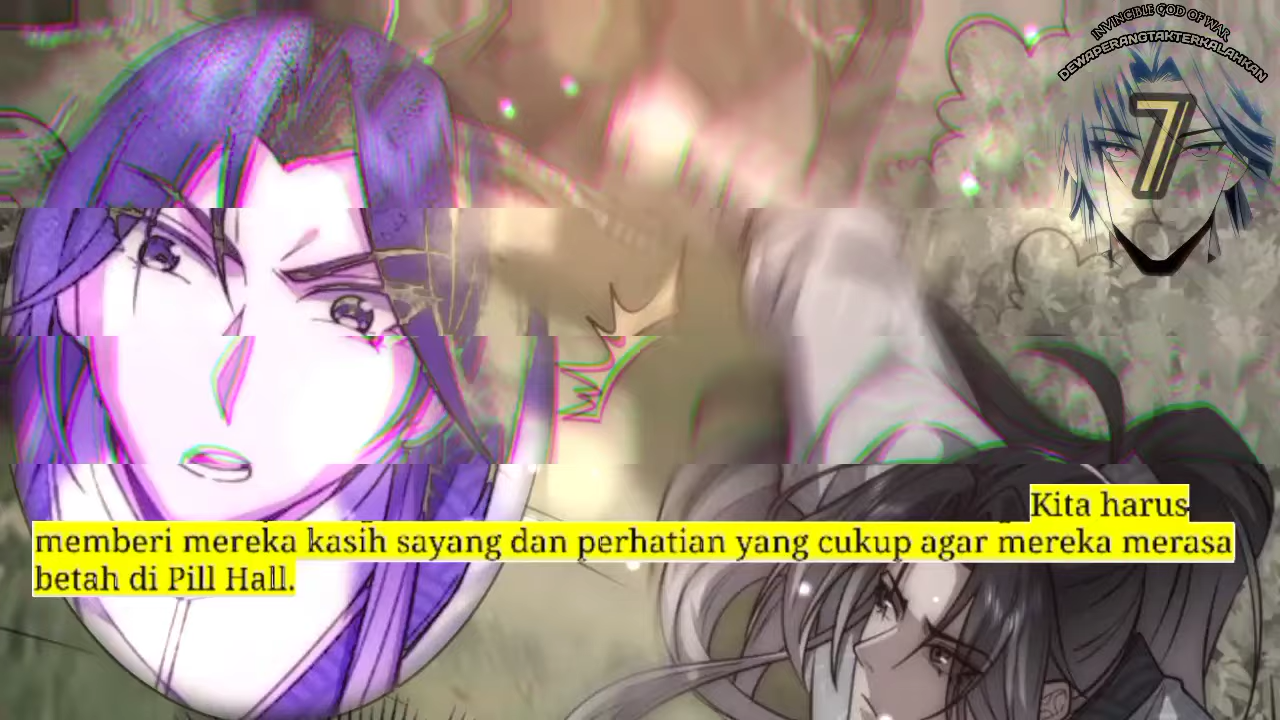 INVINCIBLE GOD OF WAR
DEWAPERANGTAKTERKALAHKAN
7
Kita harus
memberi mereka kasih sayang dan perhatian yang cukup agar mereka merasa
betah di Pill Hall.